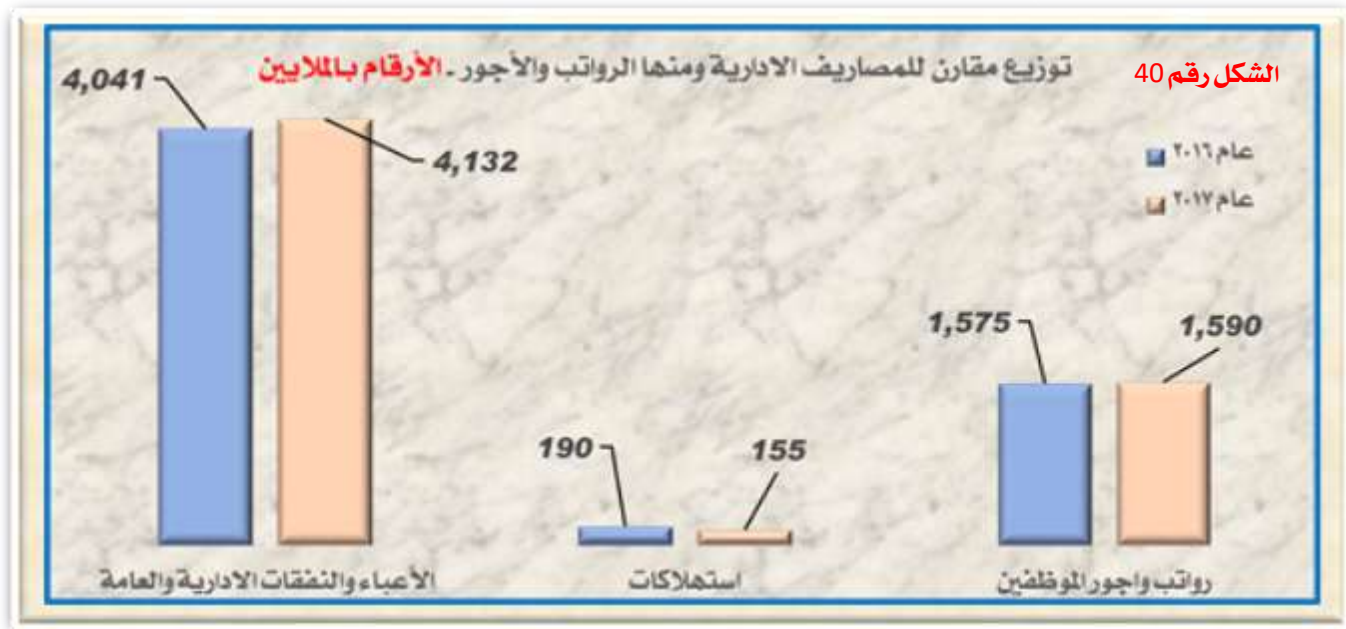 الشكل رقم 40
توزيع مقارن للمصاريف الادارية ومنها الرواتب والأجور - الأرقام بالملايين
عام ٢٠١٦
عام ٢٠١٧
1,575
1,590
190
155
4,041
4,132
رواتب واجور الموظفين
استهلاكات
الأعباء والنفقات الادارية والعامة